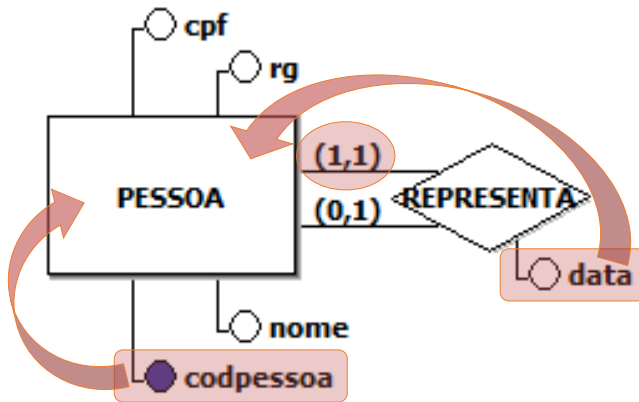 cpf
rg
(1,1)
PESSOA
REPRESENTA
(0,1)
data
nome
codpessoa